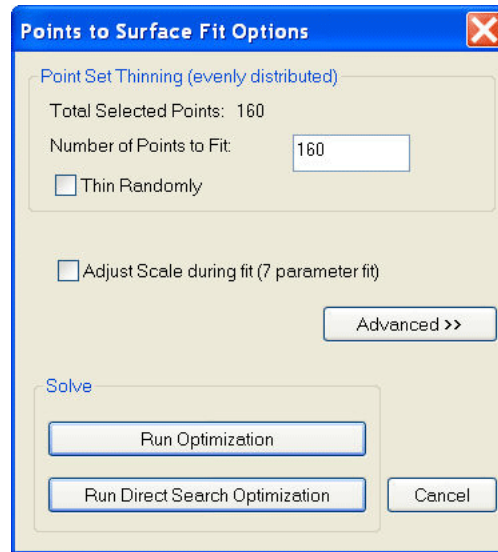 Points to Surface Fit Options
Point Set Thinning (evenly distributed)
Total Selected Points: 160
Number of Points to Fit: 160
Thin Randomly
Adjust Scale during fit (7 parameter fit)
Advanced >>
Solve
Run Optimization
Run Direct Search Optimization
Cancel